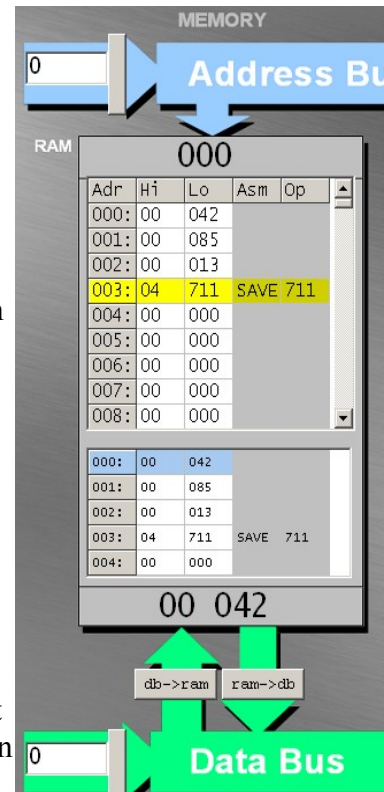 MEMORY
0
Address Bu
RAM
000
Adr Hi Lo Asm Op
000: 00 042
001: 00 085
002: 00 013
003: 04 711 SAVE 711
004: 00 000
005: 00 000
006: 00 000
007: 00 000
008: 00 000
000: 00 042
001: 00 085
002: 00 013
003: 04 711 SAVE 711
004: 00 000
00 042
db->ram ram->db
0
Data Bus